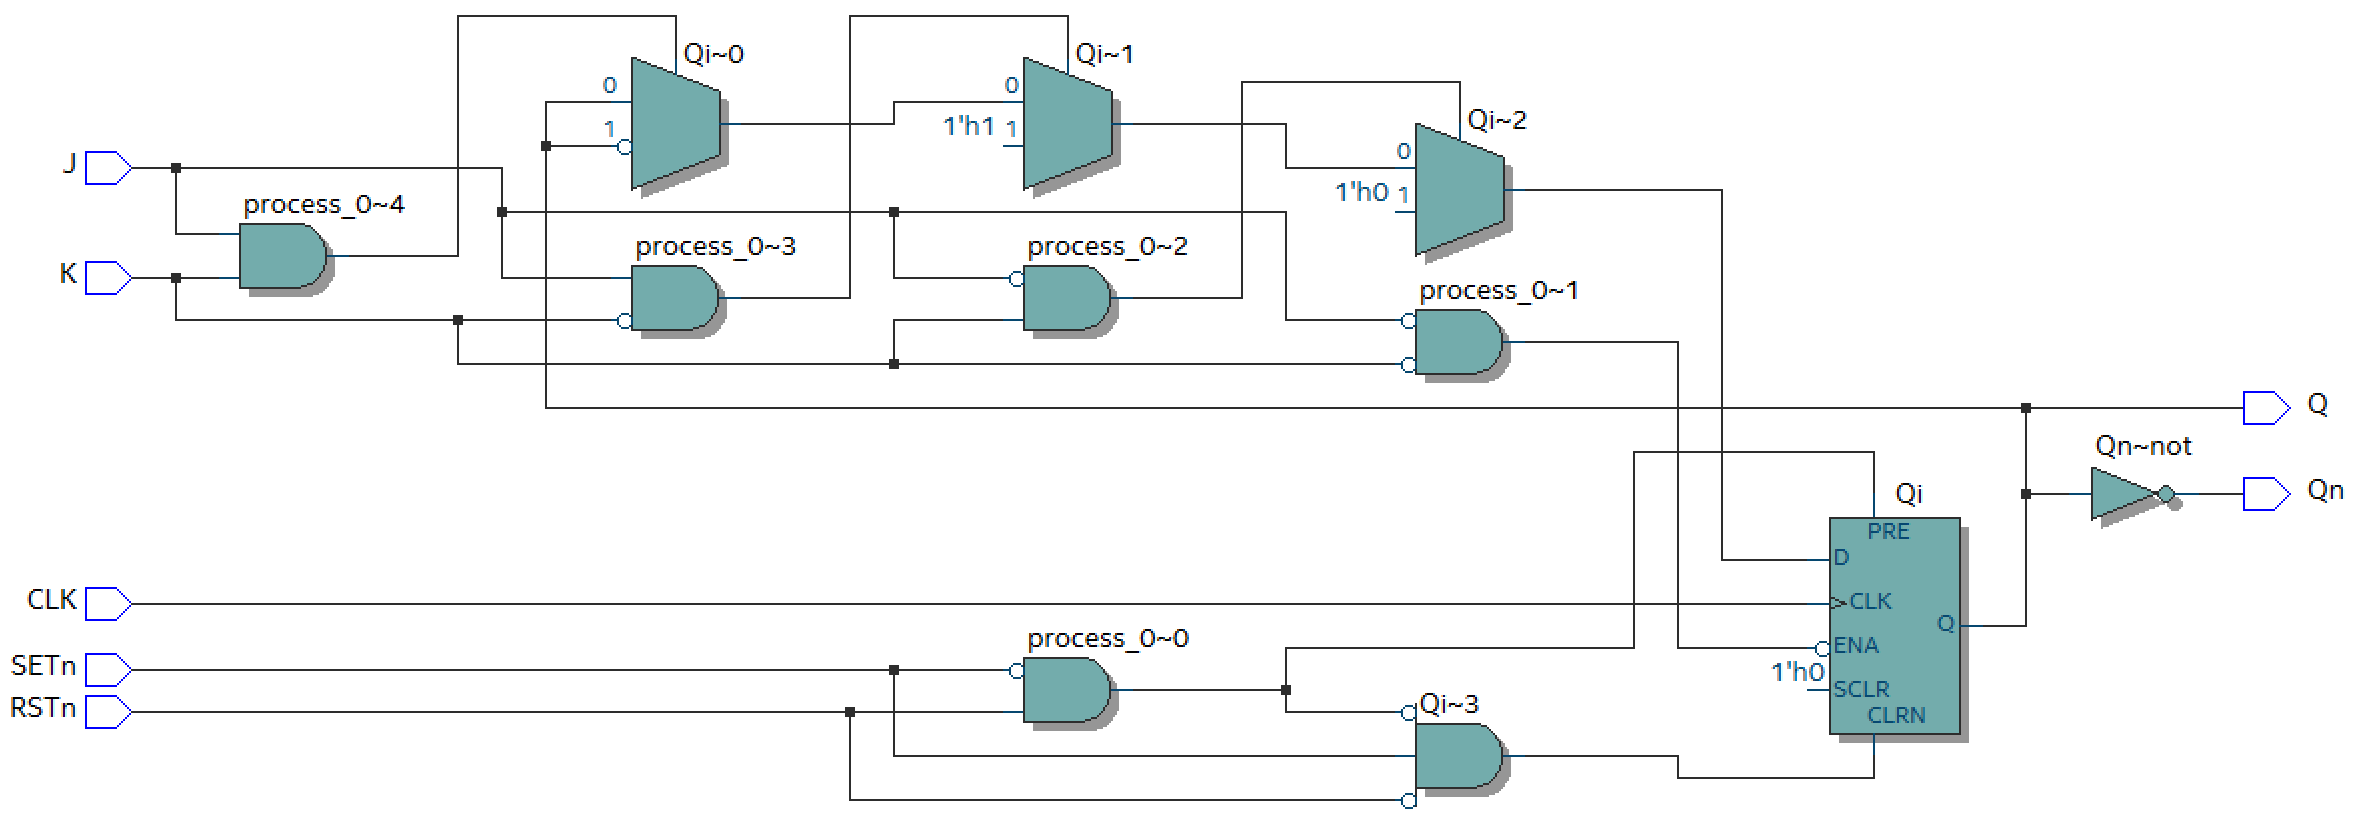 Qi~0
Qi~1
0
0
Qi~2
1'h1
1
1
0
J
1'h0
1
process_0~4
process_0~3
process_0~2
K
process_0~1
Q
Qn~not
Qi
Qn
PRE
D
CLK
CLK
Q
process_0~0
ENA
SETn
1'h0
SCLR
RSTn
Qi~3
CLRN